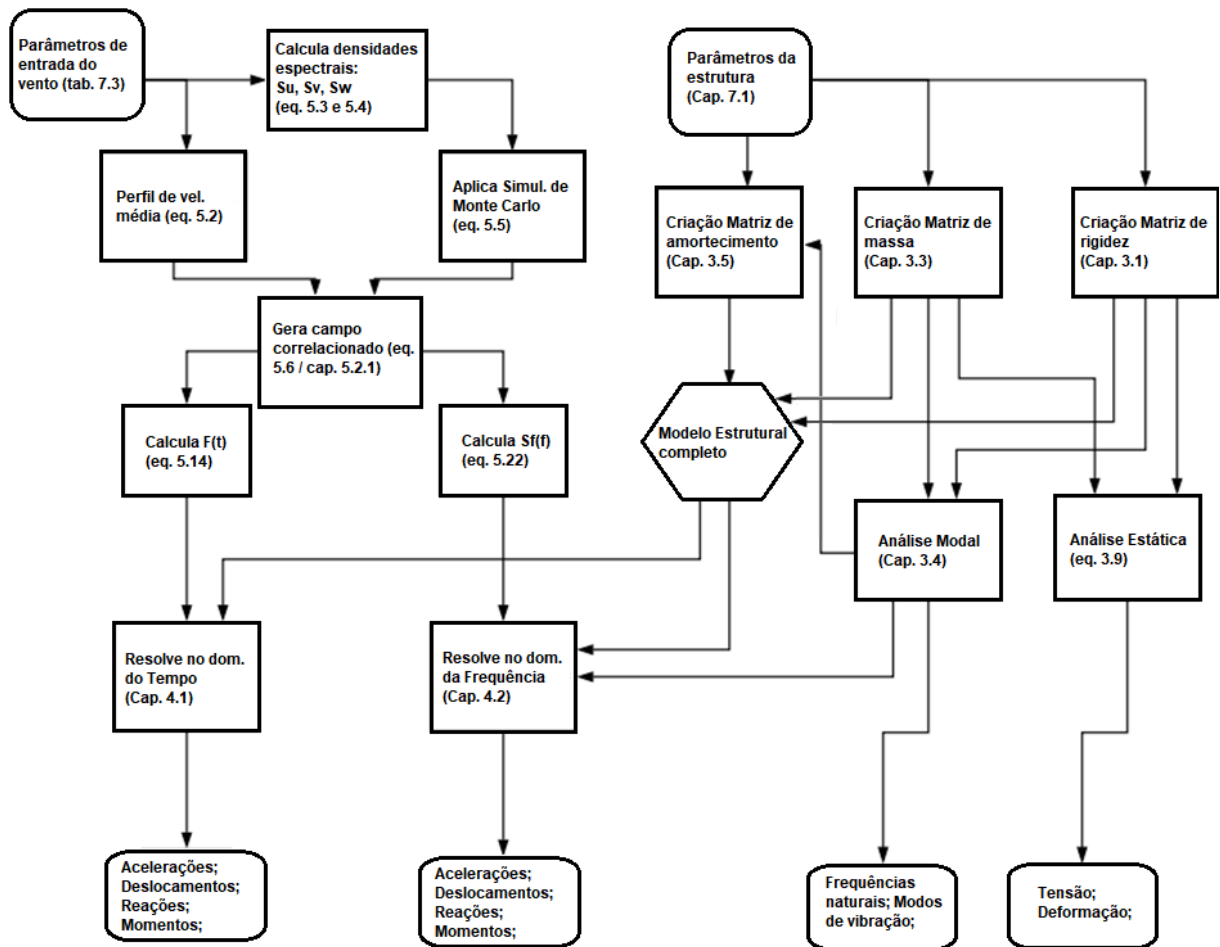 Parâmetros de
entrada do
vento (tab. 7.3)
Calcula densidades
espectrais:
Su, Sv, Sw
(eq. 5.3 e 5.4)
Parâmetros da
estrutura
(Cap. 7.1)
Perfil de vel.
média (eq. 5.2)
Aplica Simul. de
Monte Carlo
(eq. 5.5)
Criação Matriz de
amortecimento
(Cap. 3.5)
Criação Matriz de
massa
(Cap. 3.3)
Criação Matriz de
rigidez
(Cap. 3.1)
Gera campo
correlacionado (eq.
5.6 / cap. 5.2.1)
Calcula F(t)
(eq. 5.14)
Calcula Sf(f)
(eq. 5.22)
Modelo Estrutural
completo
Análise Modal
(Cap. 3.4)
Análise Estática
(eq. 3.9)
Resolve no dom.
do Tempo
(Cap. 4.1)
Resolve no dom.
da Frequência
(Cap. 4.2)
Acelerações;
Deslocamentos;
Reações;
Momentos;
Acelerações;
Deslocamentos;
Reações;
Momentos;
Frequências
naturais; Modos
de vibração;
Tensão;
Deformação;